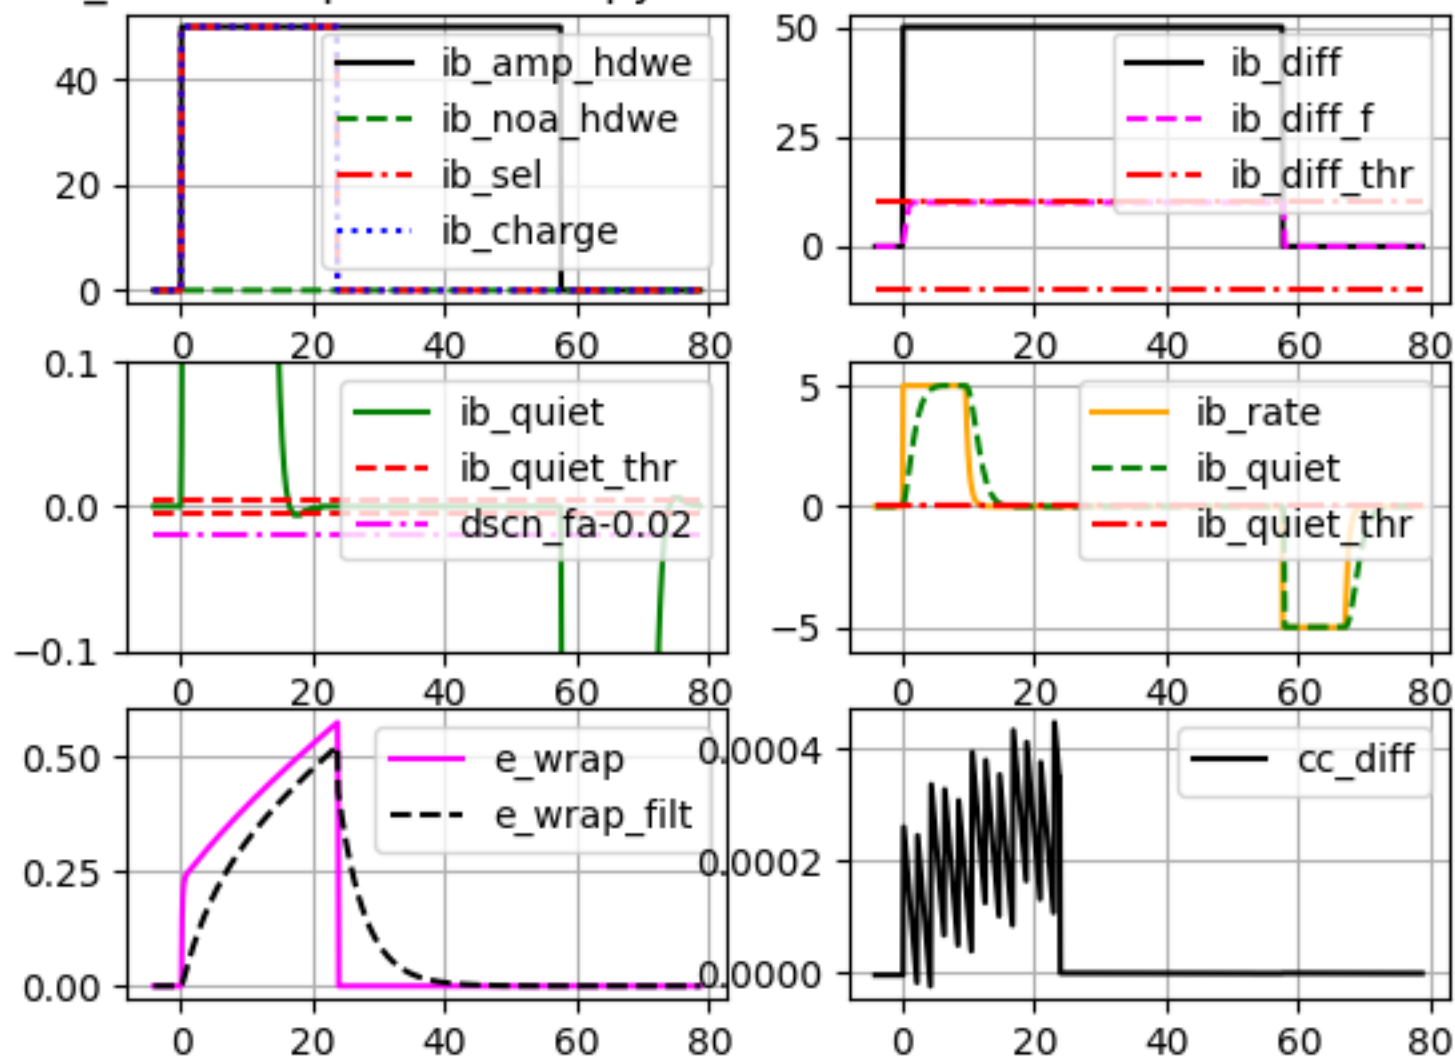 50
ib_amp_hdwe
ib_diff
40
ib_noa_hdwe
ib_diff_f
25
20
ib_sel
ib_diff_thr
ib_charge
0
0
0 20 40 60 80
0 20 40 60 80
0.1
ib_quiet
5
ib_rate
ib_quiet_thr
ib_quiet
0.0
dscn_fa-0.02
0
ib_quiet_thr
−0.1
−5
0 20 40 60 80
0 20 40 60 80
0.50
e_wrap
0.0004
cc_diff
e_wrap_filt
0.25
0.0002
0.00
0.0000
0 20 40 60 80
0 20 40 60 80